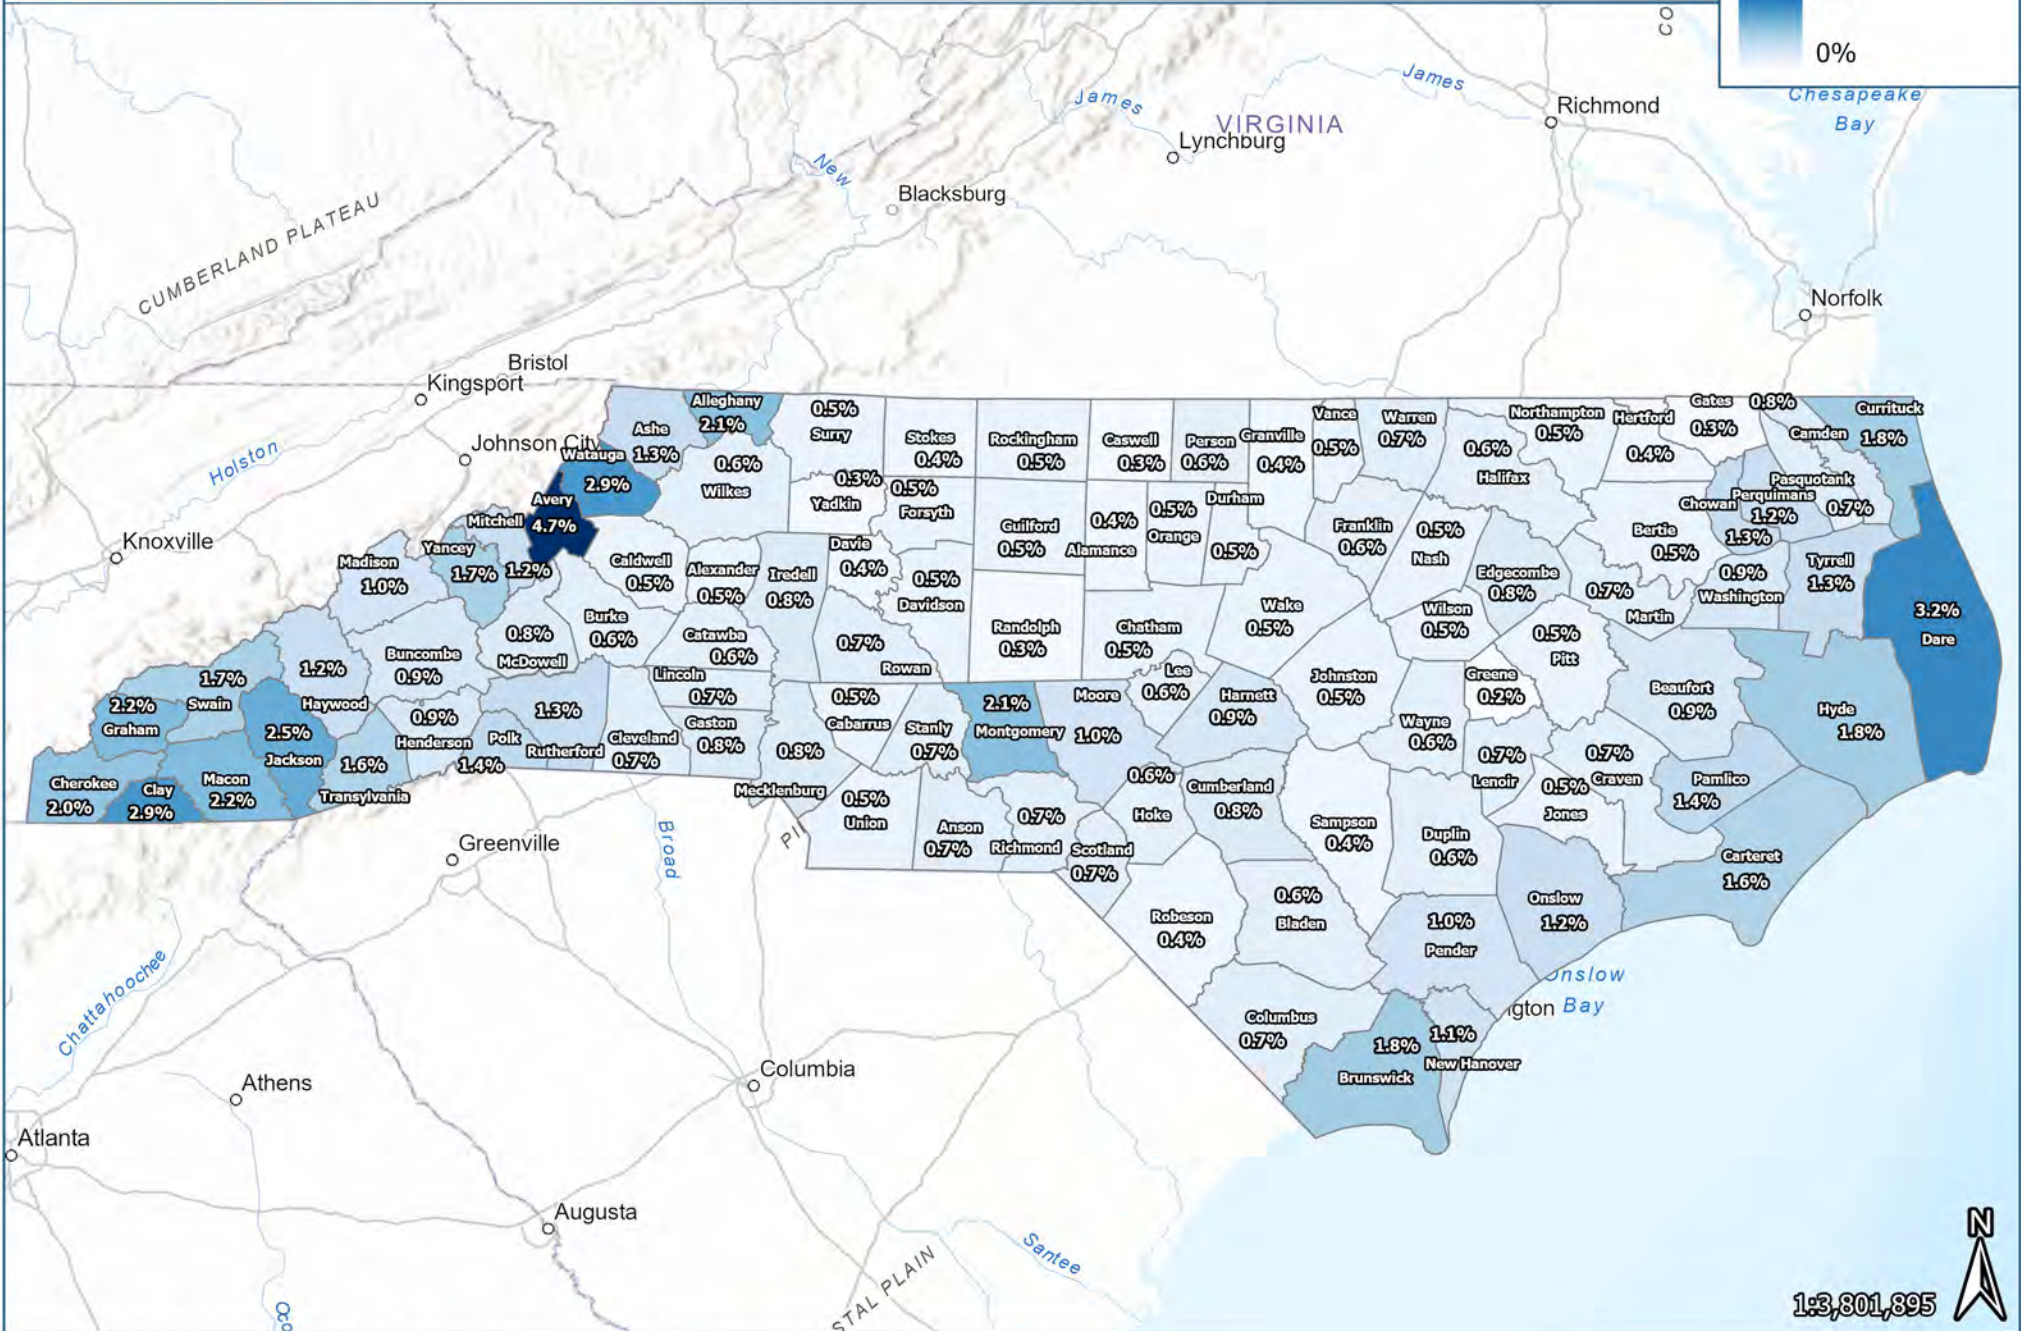 CO
0%
Chesapeake
Bay
James
James
Richmond
VIRGINIA
Lynchburg
New
Blacksburg
CUMBERLAND PLATEAU
Norfolk
Bristol
Kingsport
Johnson City
Holston
Knoxville
Alleghany
2.1%
Ashe
1.3%
Watauga
2.9%
Avery
4.7%
Mitchell
1.2%
Yancey
1.7%
Madison
1.0%
0.5%
Surry
Stokes
0.4%
Rockingham
0.5%
Caswell
0.3%
Person
0.6%
Granville
0.4%
Vance
0.5%
Warren
0.7%
0.6%
Halifax
Northampton
0.5%
Hertford
0.4%
Gates
0.3%
0.8%
Camden
Currituck
1.8%
Pasquotank
0.7%
Perquimans
1.2%
Chowan
1.3%
0.6%
Wilkes
0.3%
Yadkin
0.5%
Forsyth
Guilford
0.5%
0.4%
Alamance
0.5%
Orange
Durham
0.5%
Franklin
0.6%
0.5%
Nash
Edgecombe
0.8%
Bertie
0.5%
0.7%
Martin
0.9%
Washington
Tyrrell
1.3%
3.2%
Dare
Caldwell
0.5%
Alexander
0.5%
Iredell
0.8%
Davie
0.4%
0.5%
Davidson
Randolph
0.3%
Chatham
0.5%
Wake
0.5%
Wilson
0.5%
0.5%
Pitt
Burke
0.6%
0.8%
McDowell
Catawba
0.6%
0.7%
Rowan
Buncombe
0.9%
1.2%
Haywood
1.7%
Swain
2.2%
Graham
2.5%
Jackson
Macon
2.2%
Clay
2.9%
Cherokee
2.0%
1.6%
Transylvania
0.9%
Henderson
Polk
1.4%
1.3%
Rutherford
Cleveland
0.7%
Lincoln
0.7%
Gaston
0.8%
0.8%
Mecklenburg
0.5%
Cabarrus
Stanly
0.7%
2.1%
Montgomery
Moore
1.0%
Lee
0.6%
Harnett
0.9%
Johnston
0.5%
Greene
0.2%
Wayne
0.6%
0.7%
Lenoir
0.7%
Craven
0.5%
Jones
Beaufort
0.9%
Hyde
1.8%
Pamlico
1.4%
Carteret
1.6%
0.5%
Union
Anson
0.7%
0.7%
Richmond
Scotland
0.7%
0.6%
Hoke
Cumberland
0.8%
Sampson
0.4%
Duplin
0.6%
Onslow
1.2%
1.0%
Pender
Robeson
0.4%
0.6%
Bladen
Columbus
0.7%
1.8%
Brunswick
1.1%
New Hanover
Onslow
Bay
ngton
Greenville
Broad
PI
Chattahoochee
Athens
Atlanta
Columbia
Augusta
Oco
STAL PLAIN
Santee
N
1:3,801,895